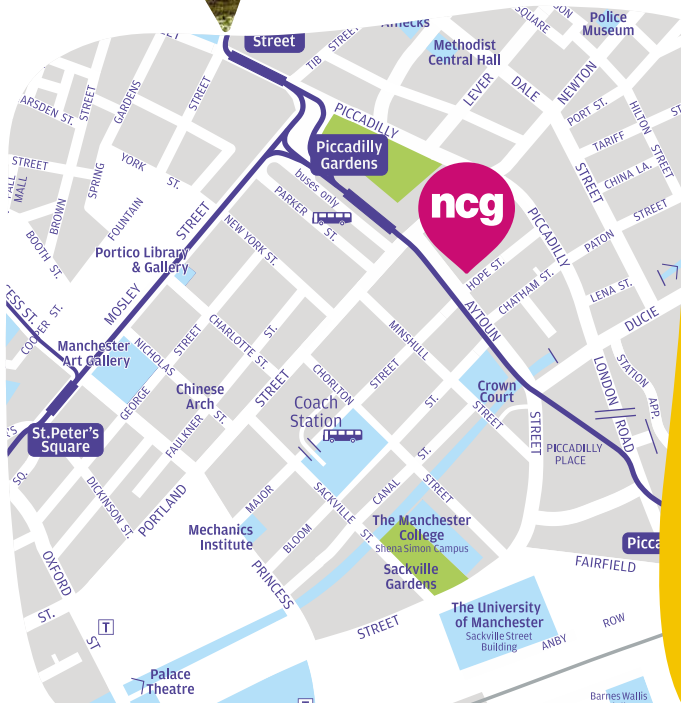 Street
TIB STREET
Methodist
Central Hall
SQUARE
Police
Museum
LEVER
DALE
NEWTON
PORT ST.
HILTON
STREET
TARIFF
CHINA LA.
STREET
PICCADILLY
Piccadilly
Gardens
buses only
PARKER
ST.
ncg
HOPE ST.
CHATHAM ST.
PICCADILLY
PATON
STREET
LENA ST.
DUCIE
STREET
GARDENS
STREET
STREET
YORK
ST.
SPRING
FOUNTAIN
BROWN
MALL
BOOTH ST.
COOPER ST.
MOSLEY
STREET
Portico Library
& Gallery
NEW YORK ST.
Manchester
Art Gallery
NICHOLAS
STREET
CHARLOTTE ST.
ST.
GEORGE
Chinese
Arch
FAULKNER
ST.
STREET
St.Peter's
Square
SQ.
DICKINSON ST.
PORTLAND
MINSHULL
STREET
CHORLTON
Coach
Station
AYTOUN
STREET
Crown
Court
STREET
ST.
LONDON
ROAD
STATION
APP.
PICCADILLY
PLACE
MAJOR
BLOOM
SACKVILLE
ST.
CANAL
ST.
STREET
The Manchester
College
Shena Simon Campus
Sackville
Gardens
Mechanics
Institute
PRINCESS
STREET
FAIRFIELD
The University
of Manchester
Sackville Street
Building
ANBY
ROW
OXFORD
ST.
ST
T
Palace
Theatre
Barnes Wallis